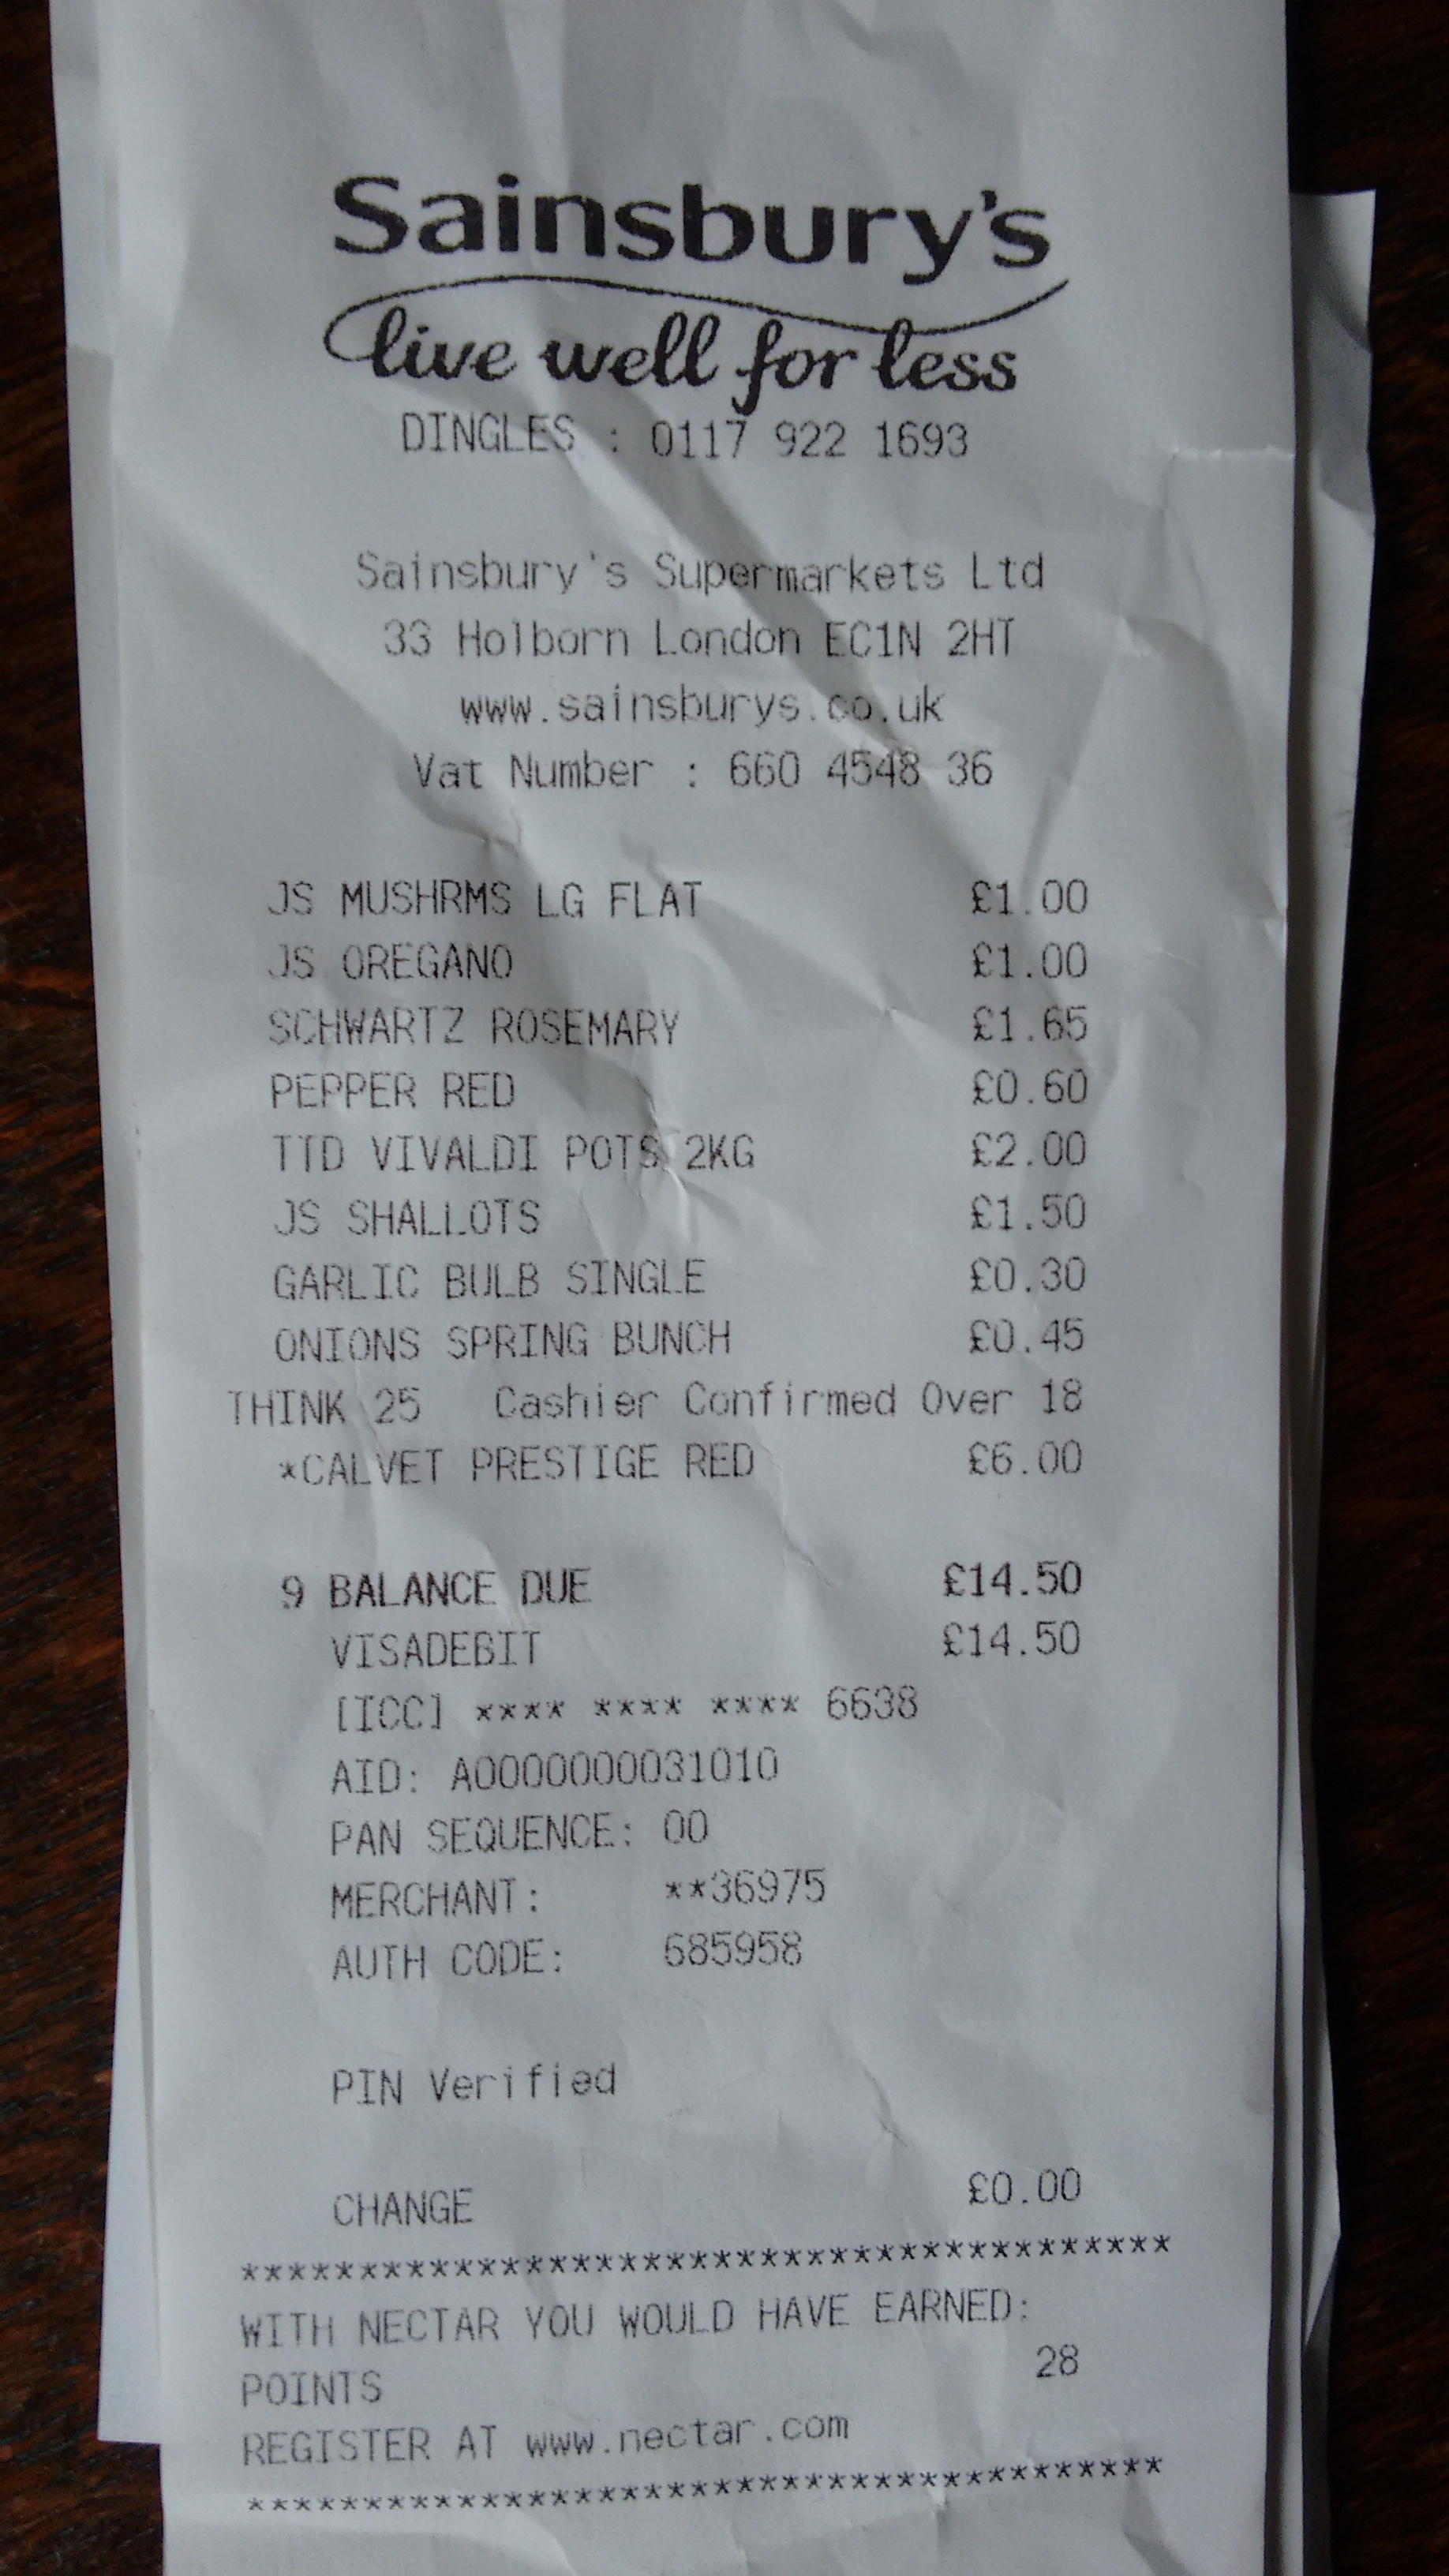 Sainsbury's
live well for less
DINGLES : 0117 922 1693
Sainsbury's Supermarkets Ltd
33 Holborn London EC1N 2HT
www.sainsburys.co.uk
Vat Number : 660 4548 36
JS MUSHRMS LG FLAT £1.00
JS OREGANO £1.00
SCHWARTZ ROSEMARY £1.65
PEPPER RED £0.60
TTD VIVALDI POTS 2KG £2.00
JS SHALLOTS £1.50
GARLIC BULB SINGLE £0.30
ONIONS SPRING BUNCH £0.45
THINK 25 Cashier Confirmed Over 18
*CALVET PRESTIGE RED £6.00
9 BALANCE DUE £14.50
VISADEBIT £14.50
[ICC] **** **** **** 6638
AID: A0000000031010
PAN SEQUENCE: 00
MERCHANT: **36975
AUTH CODE: 685958
PIN Verified
CHANGE £0.00
****************************************
WITH NECTAR YOU WOULD HAVE EARNED:
POINTS 28
REGISTER AT www.nectar.com
****************************************